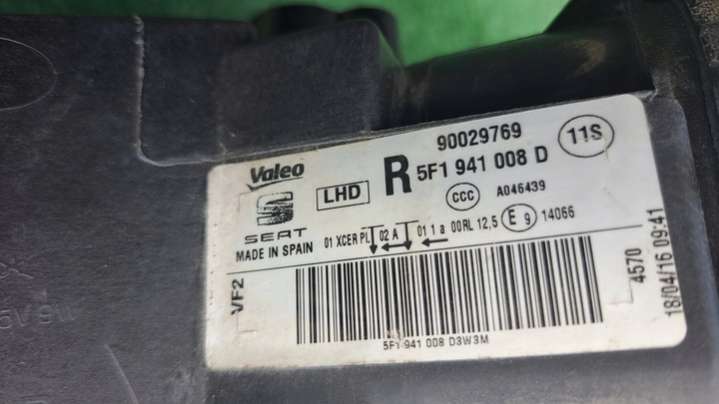 90029769
11S
Valeo
LHD
R 5F1 941 008 D
CCC A046439
SEAT
MADE IN SPAIN
01 XCER PL 02 A 01 1 a 00RL 12,5 E 9 14066
VF2
4570
18/04/16 09:41
5F1 941 008 D3W3M